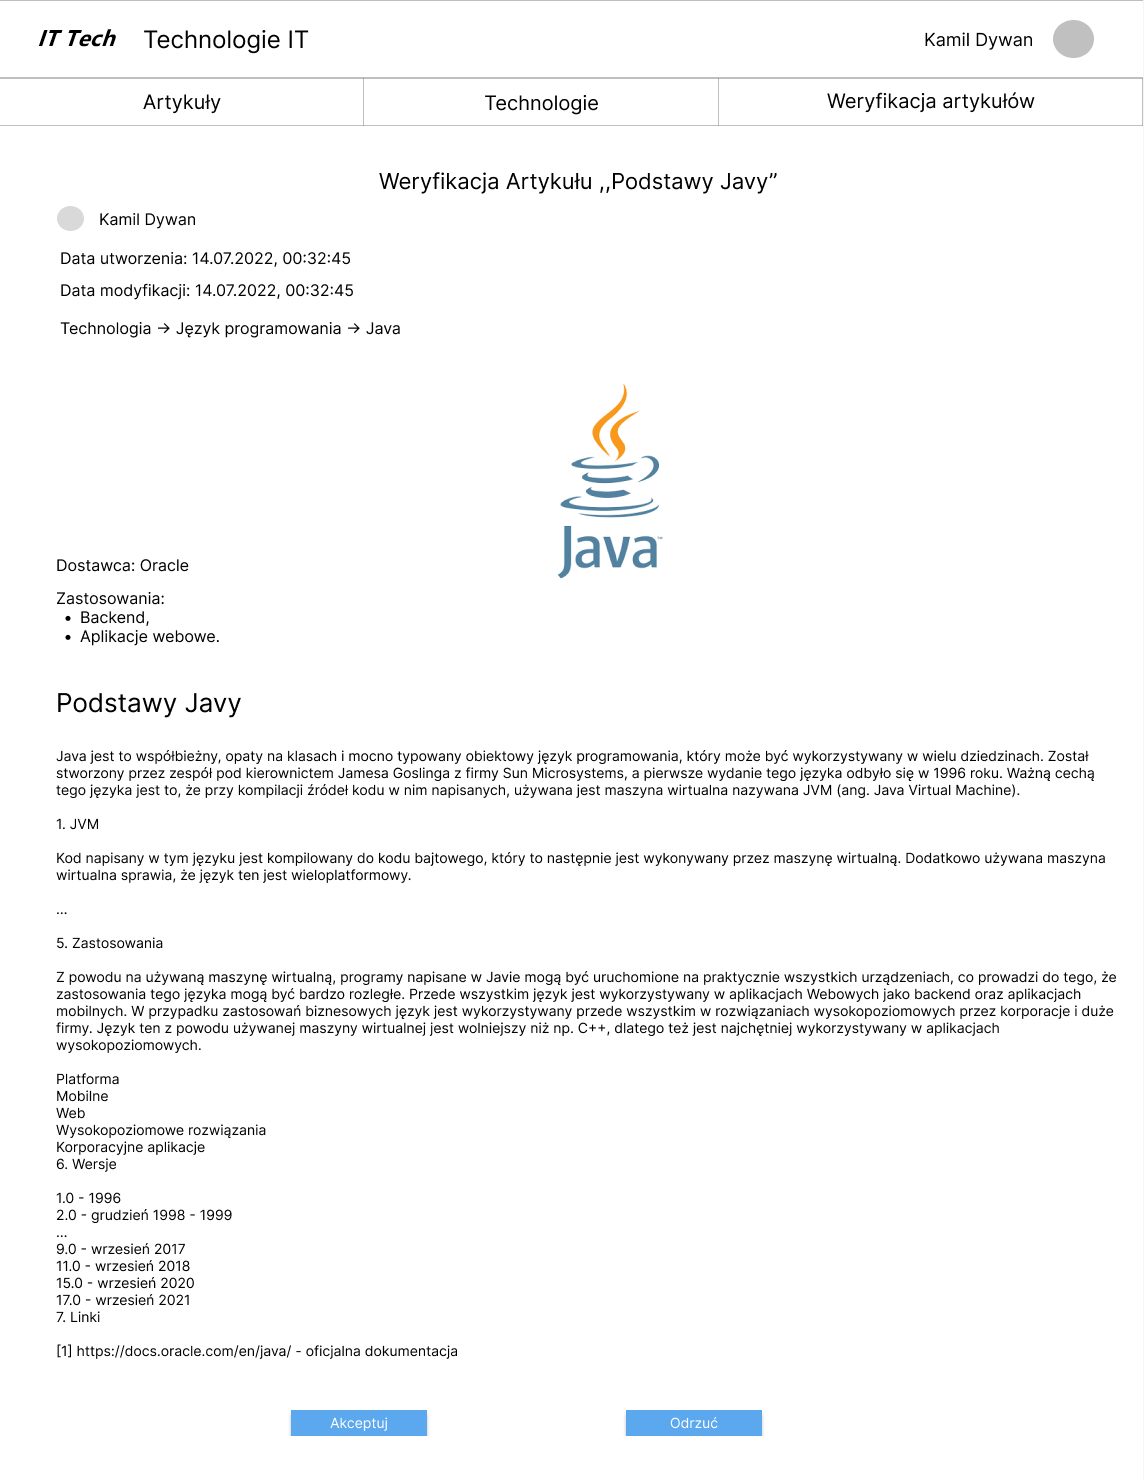 IT Tech
Technologie IT
Kamil Dywan
Artykuły
Technologie
Weryfikacja artykułów
Weryfikacja Artykułu ,,Podstawy Javy”
Kamil Dywan
Data utworzenia: 14.07.2022, 00:32:45
Data modyfikacji: 14.07.2022, 00:32:45
Technologia → Język programowania → Java
Java™
Dostawca: Oracle
Zastosowania:
• Backend,
• Aplikacje webowe.
Podstawy Javy
Java jest to współbieżny, opaty na klasach i mocno typowany obiektowy język programowania, który może być wykorzystywany w wielu dziedzinach. Został
stworzony przez zespół pod kierownictem Jamesa Goslinga z firmy Sun Microsystems, a pierwsze wydanie tego języka odbyło się w 1996 roku. Ważną cechą
tego języka jest to, że przy kompilacji źródeł kodu w nim napisanych, używana jest maszyna wirtualna nazywana JVM (ang. Java Virtual Machine).
1. JVM
Kod napisany w tym języku jest kompilowany do kodu bajtowego, który to następnie jest wykonywany przez maszynę wirtualną. Dodatkowo używana maszyna
wirtualna sprawia, że język ten jest wieloplatformowy.
...
5. Zastosowania
Z powodu na używaną maszynę wirtualną, programy napisane w Javie mogą być uruchomione na praktycznie wszystkich urządzeniach, co prowadzi do tego, że
zastosowania tego języka mogą być bardzo rozległe. Przede wszystkim język jest wykorzystywany w aplikacjach Webowych jako backend oraz aplikacjach
mobilnych. W przypadku zastosowań biznesowych język jest wykorzystywany przede wszystkim w rozwiązaniach wysokopoziomowych przez korporacje i duże
firmy. Język ten z powodu używanej maszyny wirtualnej jest wolniejszy niż np. C++, dlatego też jest najchętniej wykorzystywany w aplikacjach
wysokopoziomowych.
Platforma
Mobilne
Web
Wysokopoziomowe rozwiązania
Korporacyjne aplikacje
6. Wersje
1.0 - 1996
2.0 - grudzień 1998 - 1999
...
9.0 - wrzesień 2017
11.0 - wrzesień 2018
15.0 - wrzesień 2020
17.0 - wrzesień 2021
7. Linki
[1] https://docs.oracle.com/en/java/ - oficjalna dokumentacja
Akceptuj
Odrzuć